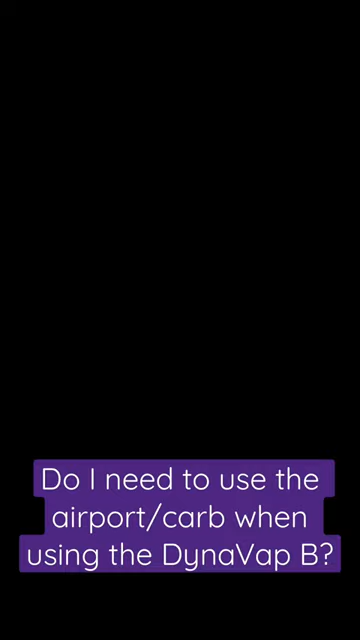 Do I need to use the
airport/carb when
using the DynaVap B?